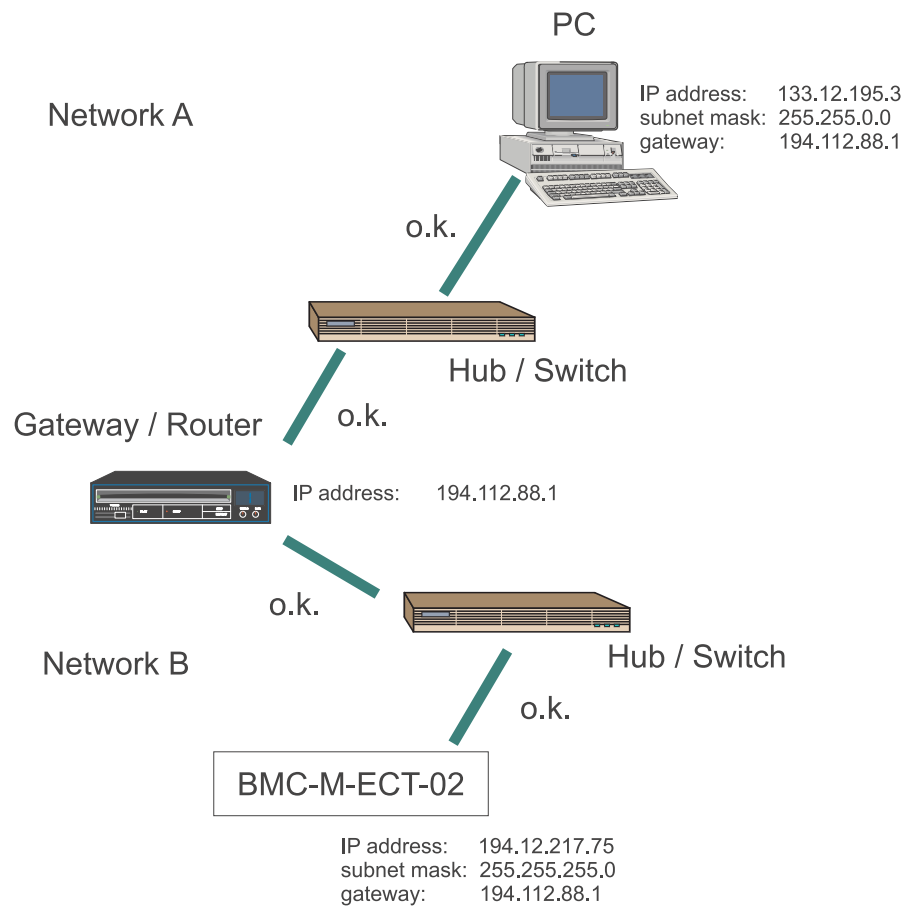 PC
Network A
IP address: 133.12.195.3
subnet mask: 255.255.0.0
gateway: 194.112.88.1
o.k.
Hub / Switch
o.k.
Gateway / Router
IP address: 194.112.88.1
o.k.
Hub / Switch
Network B
o.k.
BMC-M-ECT-02
IP address: 194.12.217.75
subnet mask: 255.255.255.0
gateway: 194.112.88.1